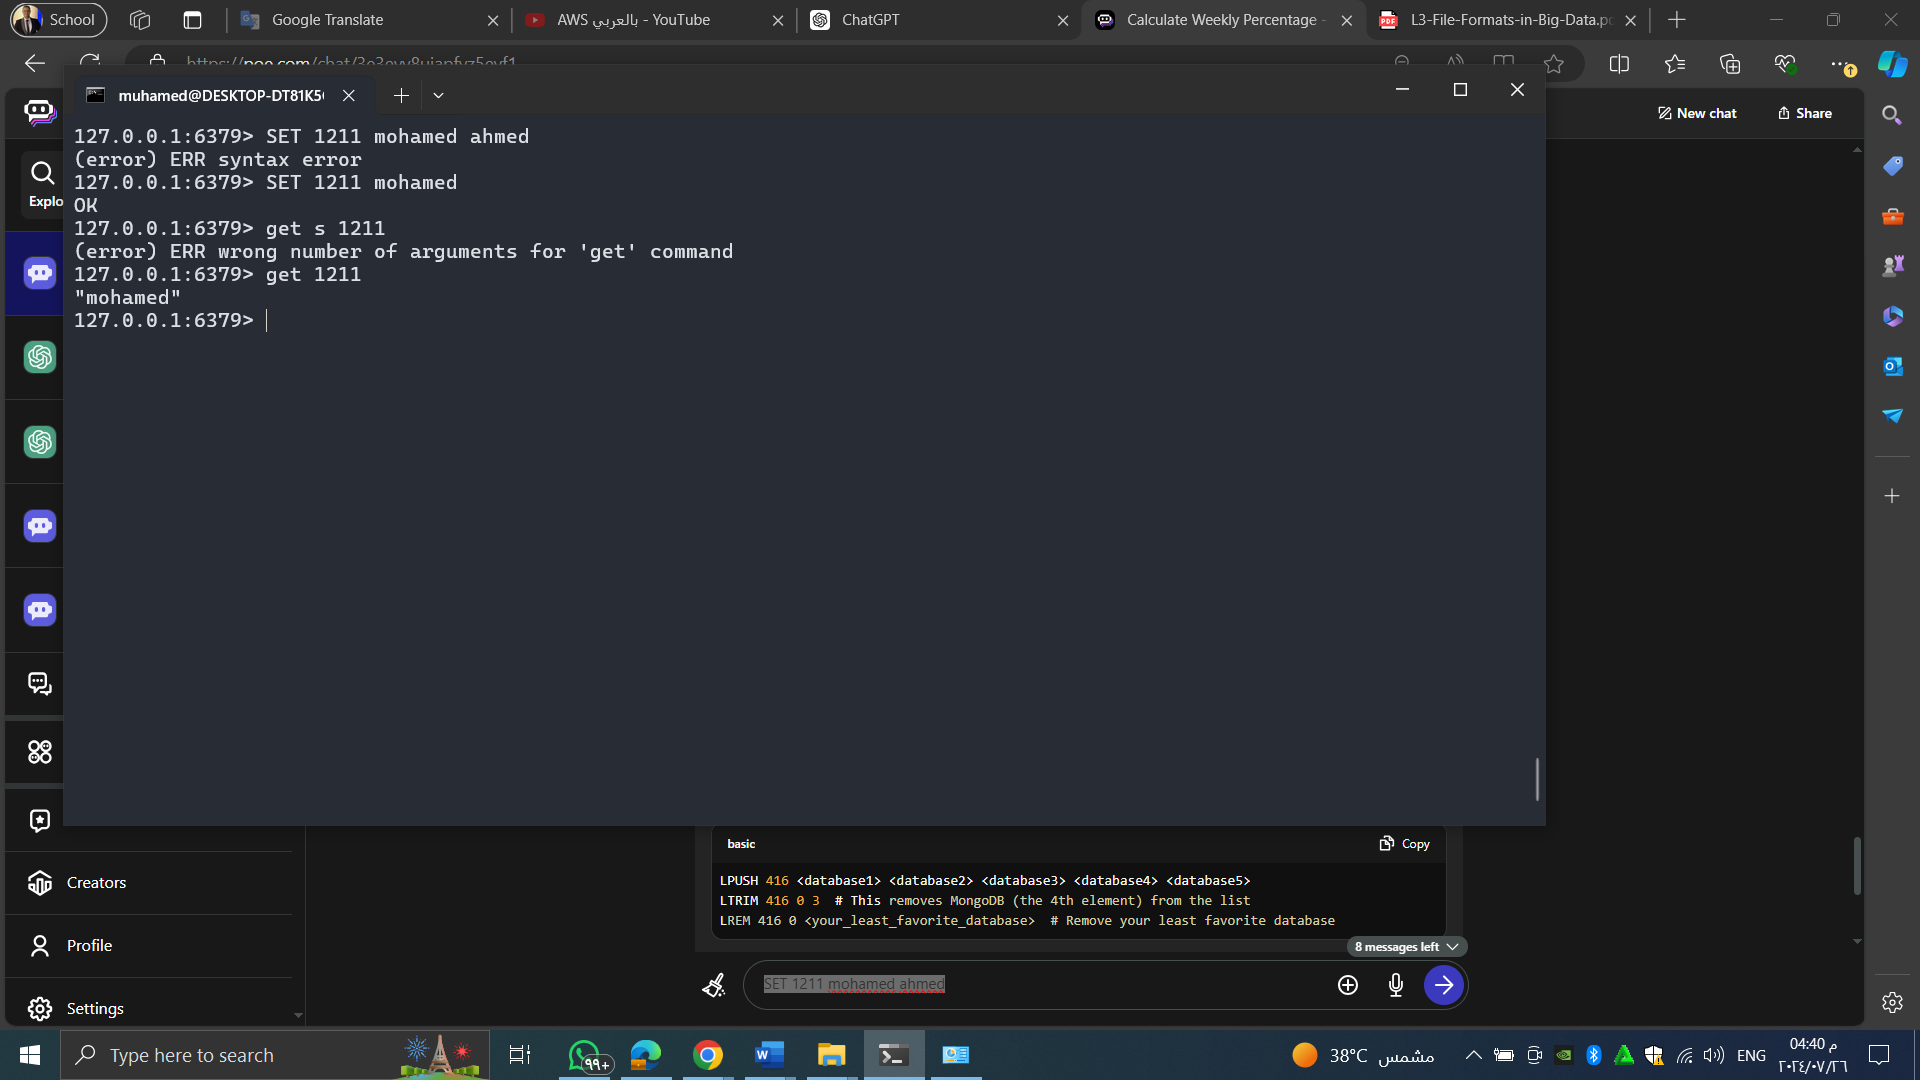 School
Google Translate
AWS بالعربي - YouTube
ChatGPT
Calculate Weekly Percentage -
L3-File-Formats-in-Big-Data.pd
muhamed@DESKTOP-DT81K5
New chat
Share
127.0.0.1:6379> SET 1211 mohamed ahmed
(error) ERR syntax error
127.0.0.1:6379> SET 1211 mohamed
OK
127.0.0.1:6379> get s 1211
(error) ERR wrong number of arguments for 'get' command
127.0.0.1:6379> get 1211
"mohamed"
127.0.0.1:6379>
Explo
basic
Copy
LPUSH 416 <database1> <database2> <database3> <database4> <database5>
LTRIM 416 0 3  # This removes MongoDB (the 4th element) from the list
LREM 416 0 <your_least_favorite_database>  # Remove your least favorite database
8 messages left
SET 1211 mohamed ahmed
Creators
Profile
Settings
Type here to search
+٩٩
38°C مشمس
ENG
04:40 م
٢٠٢٤/٠٧/٢٦